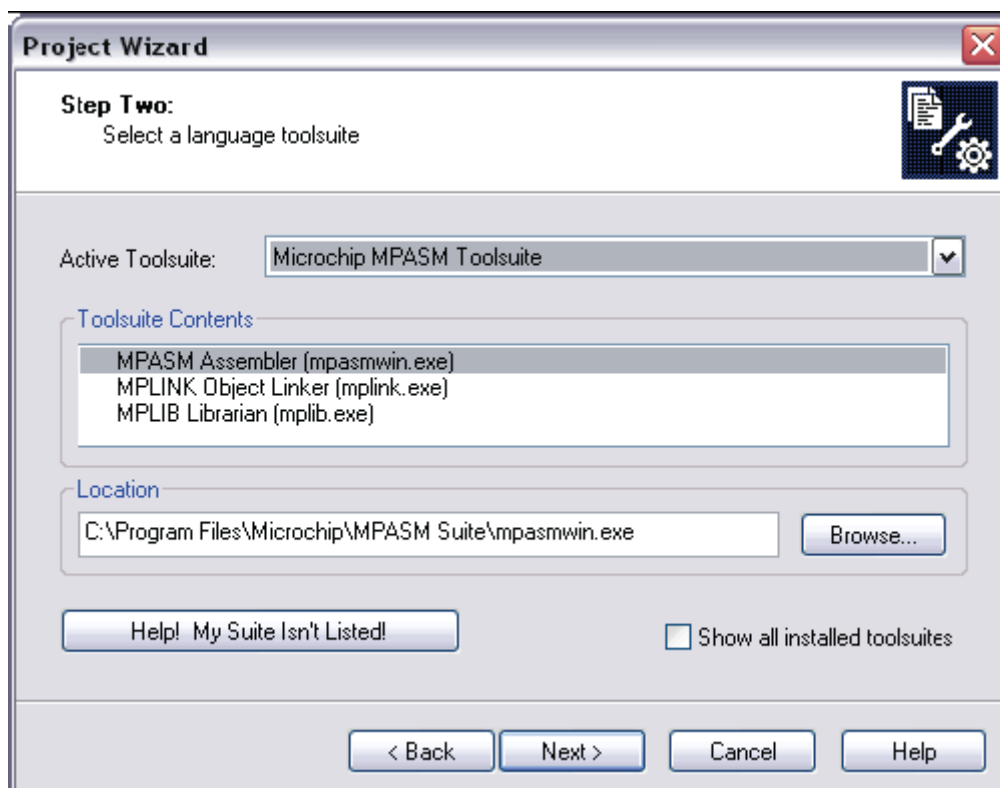 Project Wizard
Step Two:
Select a language toolsuite
Active Toolsuite: Microchip MPASM Toolsuite
Toolsuite Contents
MPASM Assembler (mpasmwin.exe)
MPLINK Object Linker (mplink.exe)
MPLIB Librarian (mplib.exe)
Location
C:\Program Files\Microchip\MPASM Suite\mpasmwin.exe Browse...
Help! My Suite Isn't Listed! Show all installed toolsuites
< Back Next > Cancel Help